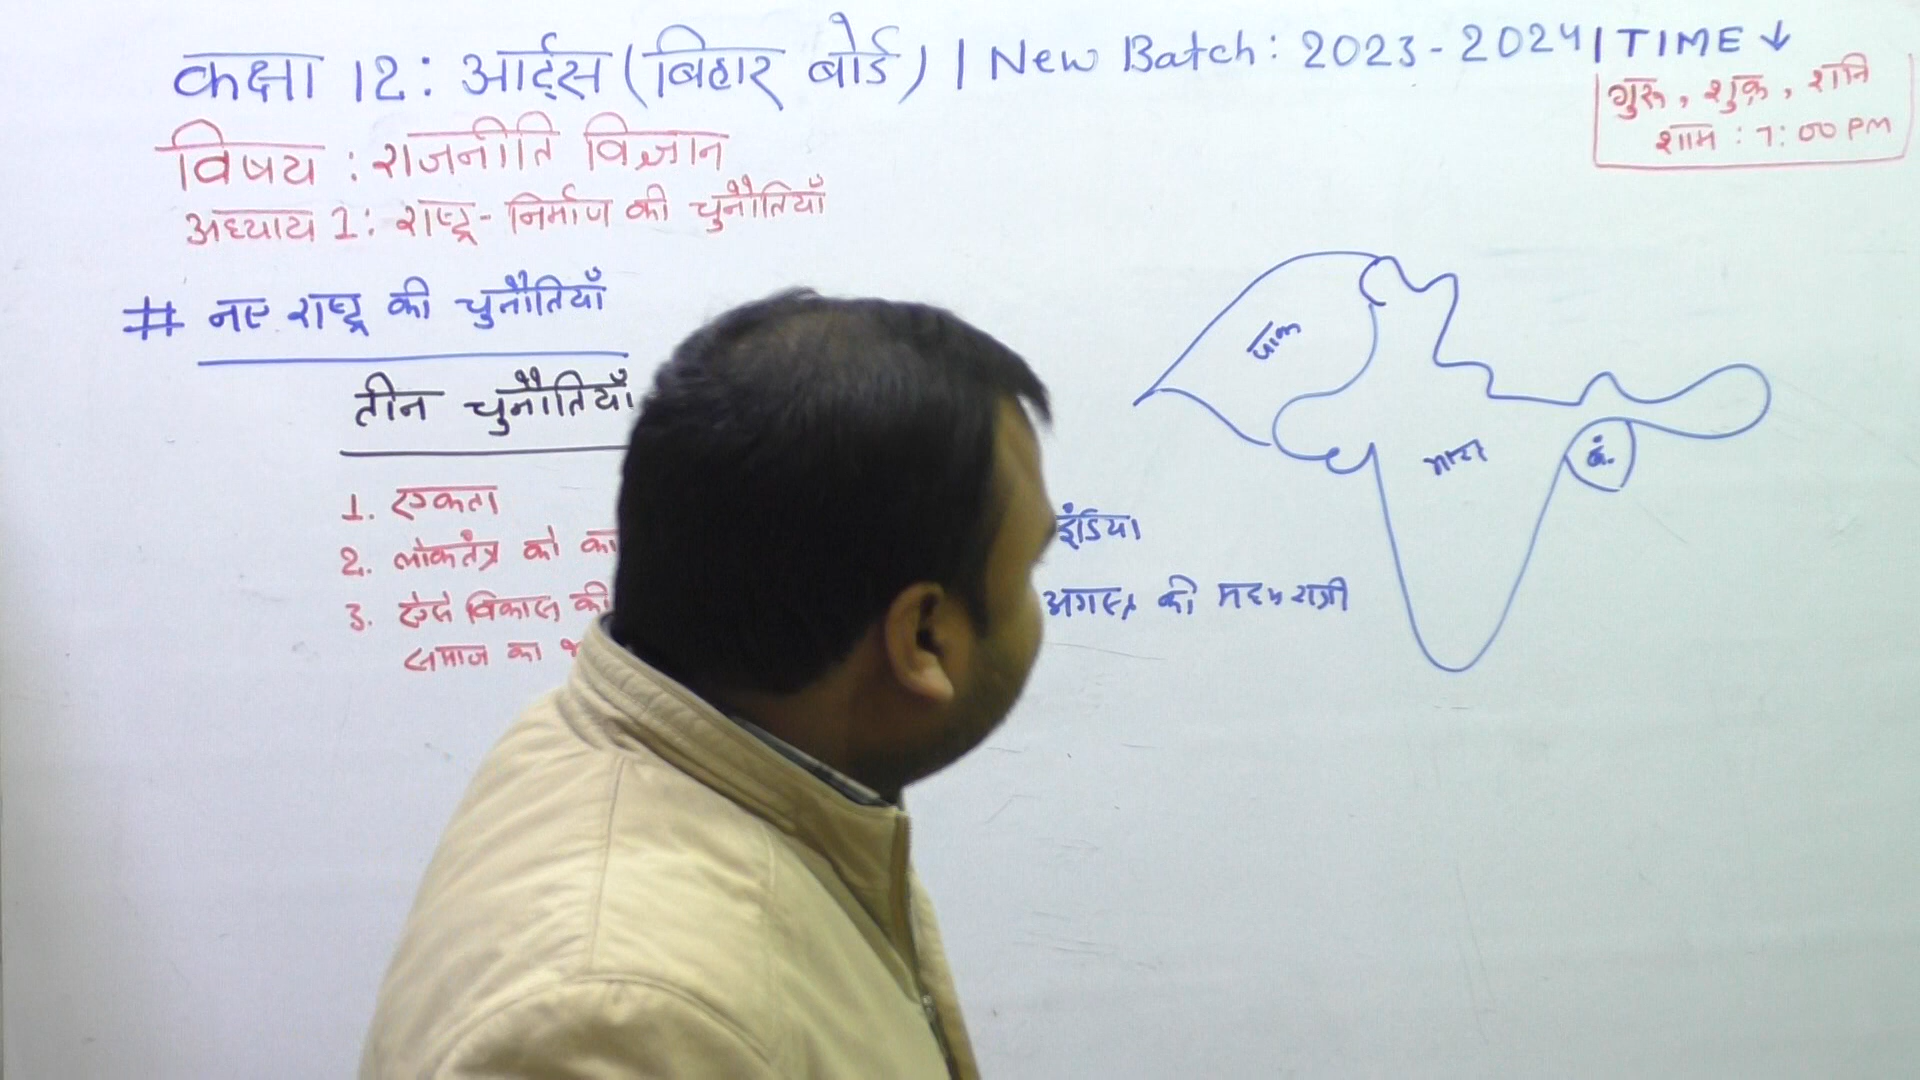 कक्षा 12: आर्ट्स (बिहार बोर्ड) | New Batch: 2023-2024 | TIME ↓
गुरु, शुक्र, शनि
शाम : 7:00 PM
विषय : राजनीति विज्ञान
अध्याय 1: राष्ट्र-निर्माण की चुनौतियाँ
# नए राष्ट्र की चुनौतियाँ
तीन चुनौतियाँ
1. एकता
2. लोकतंत्र को का
3. ऐसे विकास की
समाज का भ
इंडिया
अगस्त की मध्यरात्री
पाक
भारत
बं.